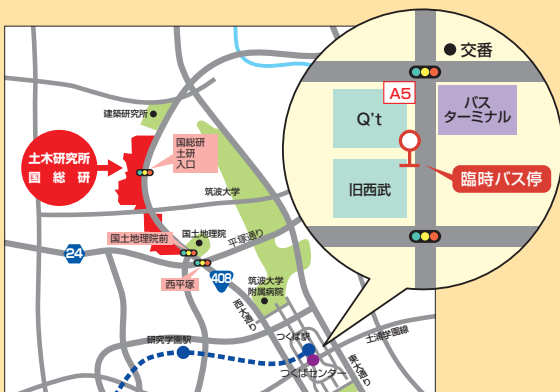 交番
A5
Q't
バス
ターミナル
旧西武
臨時バス停
建築研究所
土木研究所
国 総 研
国総研
土研
入口
筑波大学
国土地理院前
国土地理院
平塚通り
24
408
西平塚
筑波大学
附属病院
西大通り
研究学園駅
つくば駅
つくばセンター
土浦学園線
東大通り